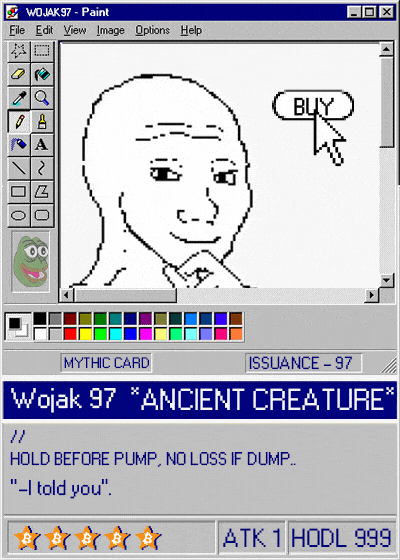 WOJAK97 - Paint
File Edit View Image Options Help
BUY
A
MYTHIC CARD
ISSUANCE - 97
Wojak 97 *ANCIENT CREATURE*
//
HOLD BEFORE PUMP, NO LOSS IF DUMP..
"-I told you".
ATK 1 HODL 999